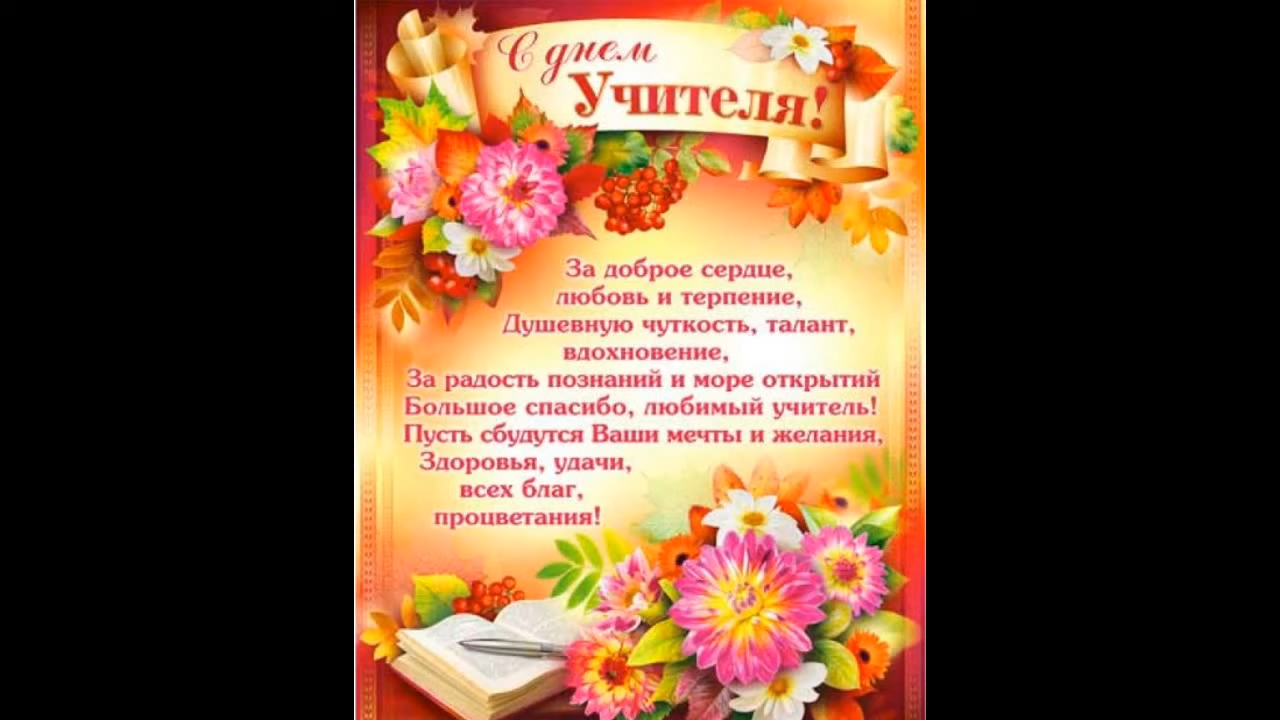 С днем
Учителя!
За доброе сердце,
любовь и терпение,
Душевную чуткость, талант,
вдохновение,
За радость познаний и море открытий
Большое спасибо, любимый учитель!
Пусть сбудутся Ваши мечты и желания,
Здоровья, удачи,
всех благ,
процветания!